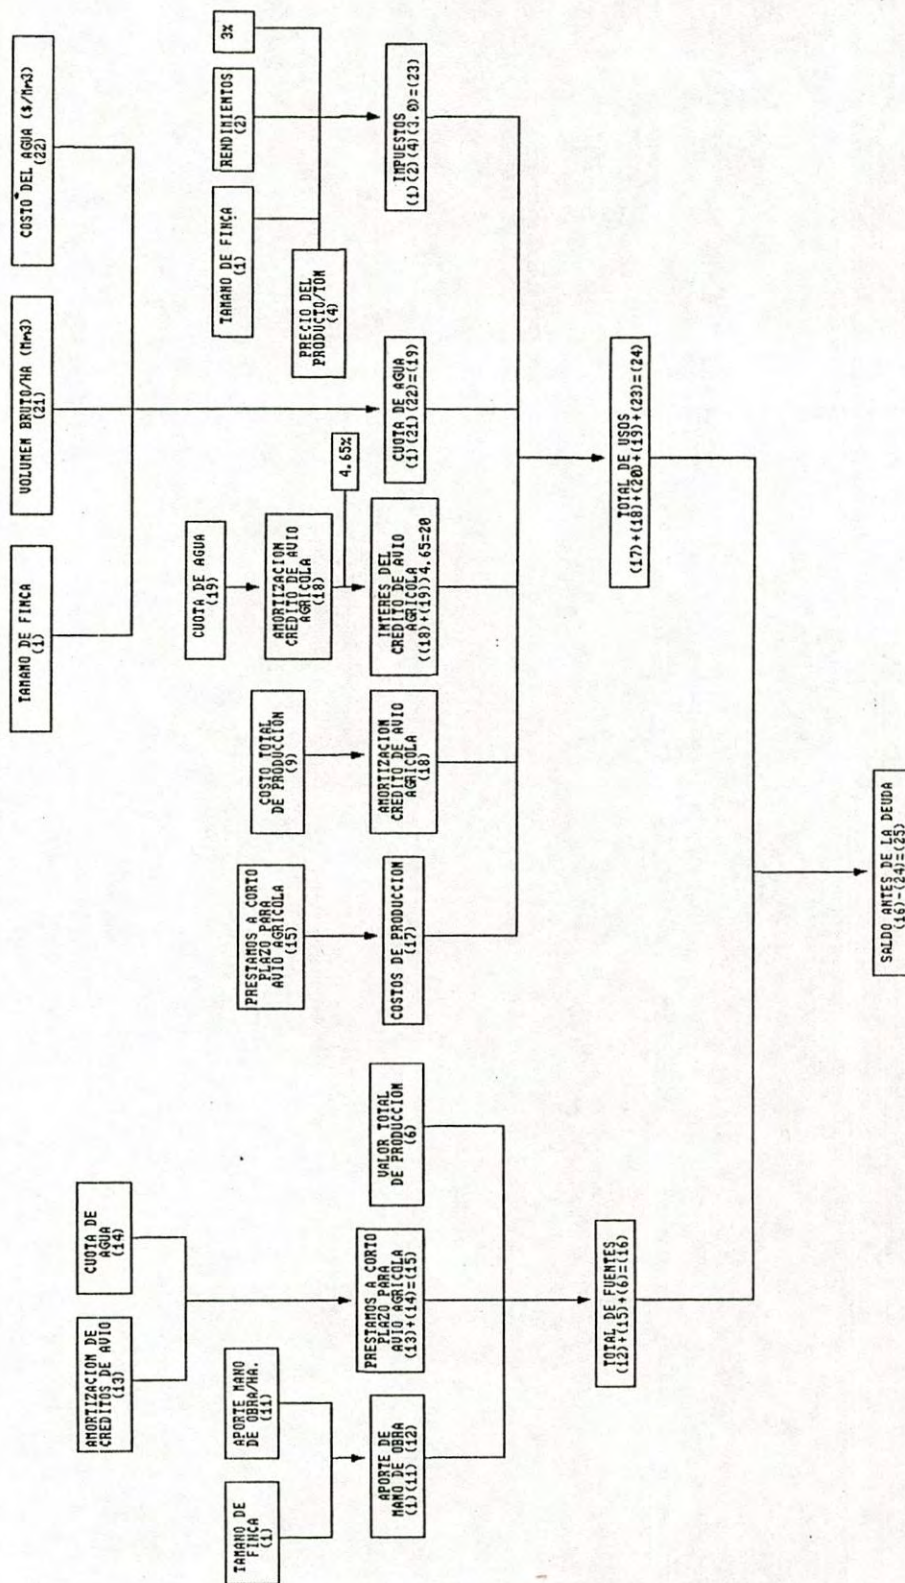 TAMANO DE FINCA
(1)
VOLUMEN BRUTO/HA (Mm3)
(21)
COSTO DEL AGUA ($/Mm3)
(22)
AMORTIZACION DE
CREDITOS DE AVIO
(13)
CUOTA DE
AGUA
(14)
TAMANO DE
FINCA
(1)
APORTE MANO
DE OBRA/HA.
(11)
PRESTAMOS A CORTO
PLAZO PARA
AVIO AGRICOLA
(15)
COSTO TOTAL
DE PRODUCCION
(9)
CUOTA DE AGUA
(19)
AMORTIZACION
CREDITO DE AVIO
AGRICOLA
(18)
4.65%
TAMANO DE FINCA
(1)
RENDIMIENTOS
(2)
3%
PRECIO DEL
PRODUCTO/TON
(4)
APORTE DE
MANO DE OBRA
(1)(11) (12)
PRESTAMOS A CORTO
PLAZO PARA
AVIO AGRICOLA
(13)+(14)=(15)
VALOR TOTAL
DE PRODUCCION
(6)
COSTOS DE PRODUCCION
(17)
AMORTIZACION
CREDITO DE AVIO
AGRICOLA
(18)
INTERES DEL
CREDITO DE AVIO
AGRICOLA
((18)+(19))4.65=20
CUOTA DE AGUA
(1)(21)(22)=(19)
IMPUESTOS
(1)(2)(4)(3.0)=(23)
TOTAL DE FUENTES
(12)+(15)+(6)=(16)
TOTAL DE USOS
(17)+(18)+(20)+(19)+(23)=(24)
SALDO ANTES DE LA DEUDA
(16)-(24)=(25)